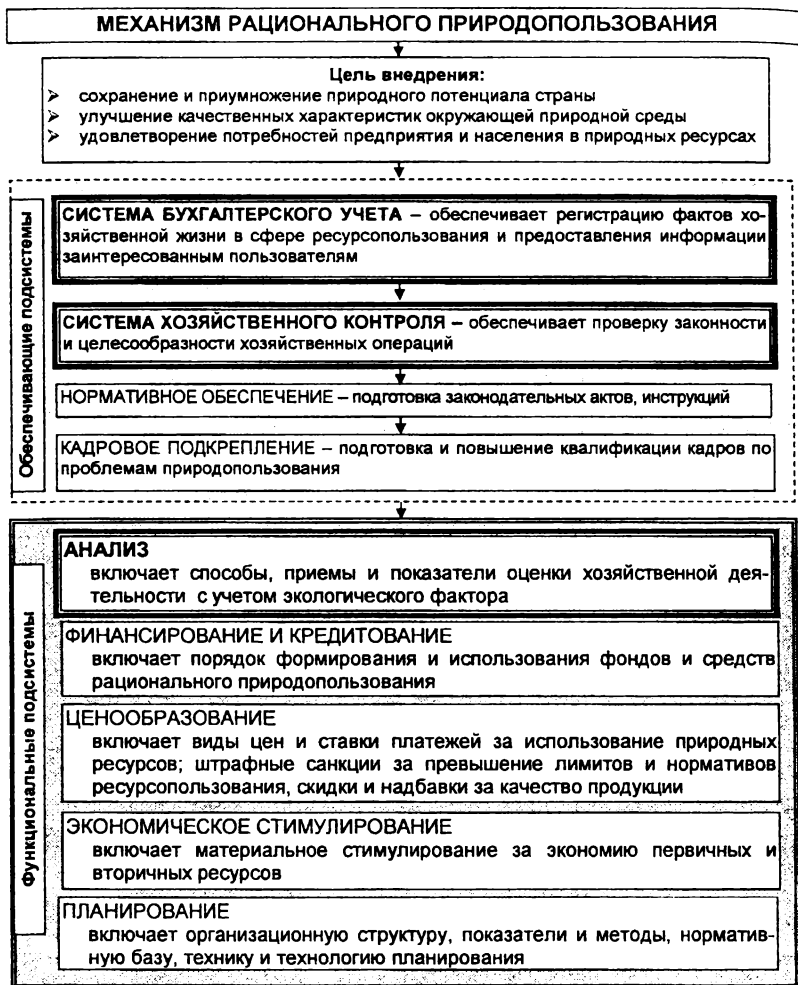 МЕХАНИЗМ РАЦИОНАЛЬНОГО ПРИРОДОПОЛЬЗОВАНИЯ
Цель внедрения:
➢ сохранение и приумножение природного потенциала страны
➢ улучшение качественных характеристик окружающей природной среды
➢ удовлетворение потребностей предприятия и населения в природных ресурсах
Обеспечивающие подсистемы
СИСТЕМА БУХГАЛТЕРСКОГО УЧЕТА – обеспечивает регистрацию фактов хо-
зяйственной жизни в сфере ресурсопользования и предоставления информации
заинтересованным пользователям
СИСТЕМА ХОЗЯЙСТВЕННОГО КОНТРОЛЯ – обеспечивает проверку законности
и целесообразности хозяйственных операций
НОРМАТИВНОЕ ОБЕСПЕЧЕНИЕ – подготовка законодательных актов, инструкций
КАДРОВОЕ ПОДКРЕПЛЕНИЕ – подготовка и повышение квалификации кадров по
проблемам природопользования
Функциональные подсистемы
АНАЛИЗ
включает способы, приемы и показатели оценки хозяйственной дея-
тельности с учетом экологического фактора
ФИНАНСИРОВАНИЕ И КРЕДИТОВАНИЕ
включает порядок формирования и использования фондов и средств
рационального природопользования
ЦЕНООБРАЗОВАНИЕ
включает виды цен и ставки платежей за использование природных
ресурсов; штрафные санкции за превышение лимитов и нормативов
ресурсопользования, скидки и надбавки за качество продукции
ЭКОНОМИЧЕСКОЕ СТИМУЛИРОВАНИЕ
включает материальное стимулирование за экономию первичных и
вторичных ресурсов
ПЛАНИРОВАНИЕ
включает организационную структуру, показатели и методы, норматив-
ную базу, технику и технологию планирования